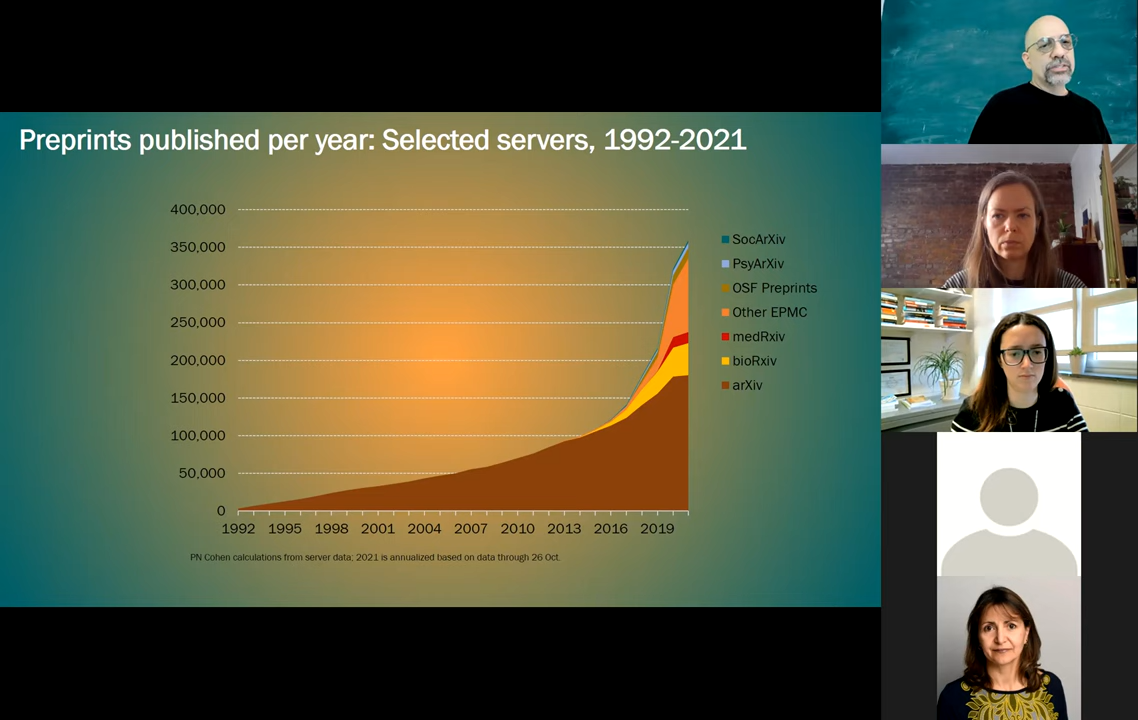 Preprints published per year: Selected servers, 1992-2021
400,000
350,000
300,000
250,000
200,000
150,000
100,000
50,000
0
1992 1995 1998 2001 2004 2007 2010 2013 2016 2019
SocArXiv
PsyArXiv
OSF Preprints
Other EPMC
medRxiv
bioRxiv
arXiv
PN Cohen calculations from server data; 2021 is annualized based on data through 26 Oct.